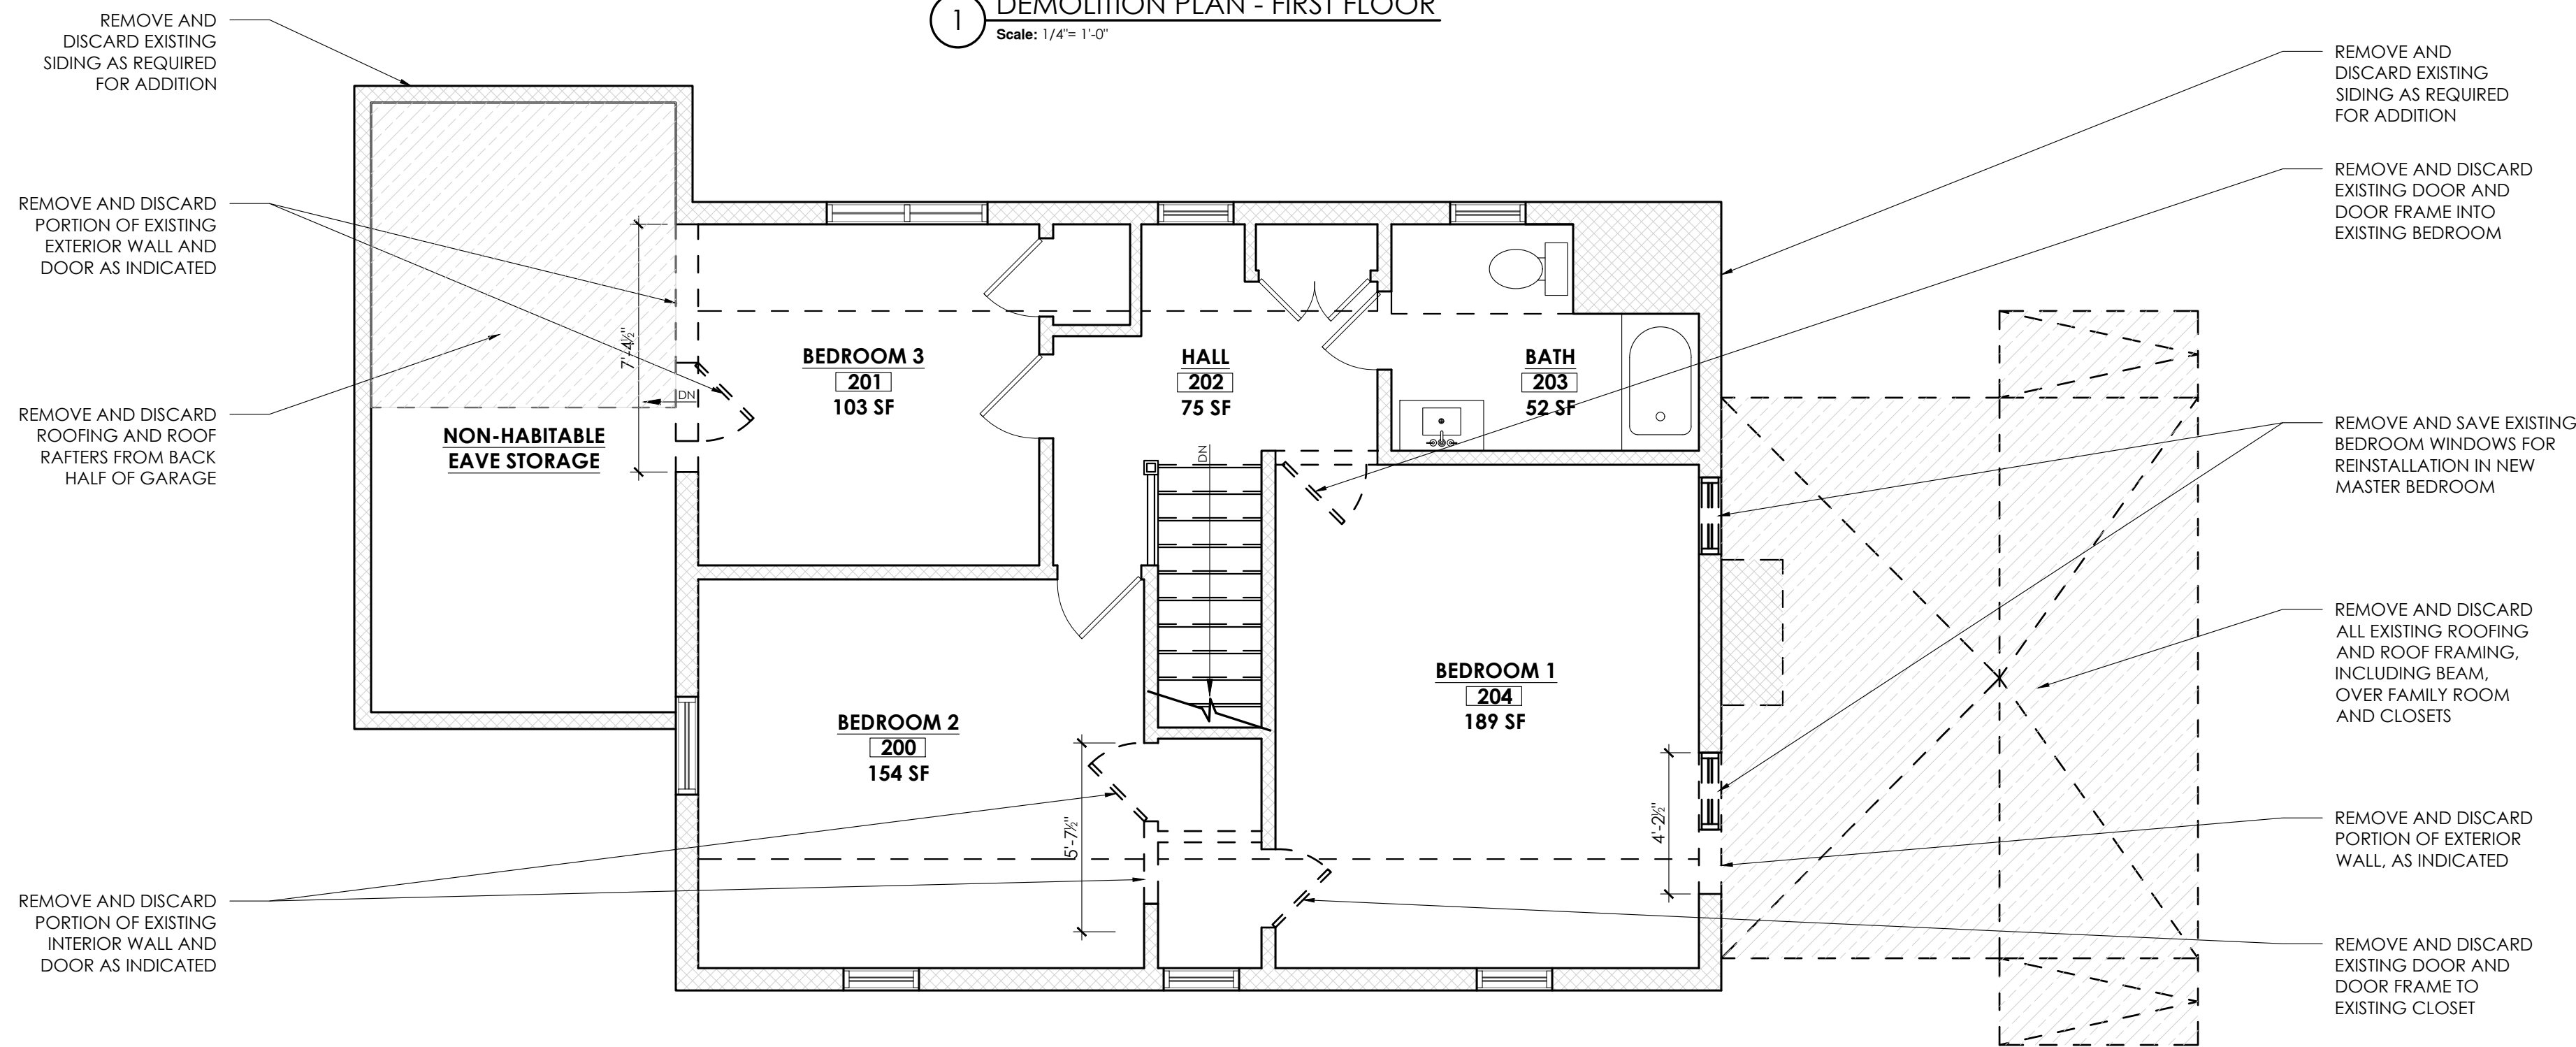 DEMOLITION PLAN - FIRST FLOOR
1
Scale: 1/4"= 1'-0"
REMOVE AND
DISCARD EXISTING
SIDING AS REQUIRED
FOR ADDITION
REMOVE AND DISCARD
PORTION OF EXISTING
EXTERIOR WALL AND
DOOR AS INDICATED
REMOVE AND DISCARD
ROOFING AND ROOF
RAFTERS FROM BACK
HALF OF GARAGE
REMOVE AND DISCARD
PORTION OF EXISTING
INTERIOR WALL AND
DOOR AS INDICATED
NON-HABITABLE
EAVE STORAGE
7'-4½"
DN
BEDROOM 3
201
103 SF
HALL
202
75 SF
DN
BATH
203
52 SF
BEDROOM 2
200
154 SF
5'-7½"
BEDROOM 1
204
189 SF
4'-2½"
REMOVE AND
DISCARD EXISTING
SIDING AS REQUIRED
FOR ADDITION
REMOVE AND DISCARD
EXISTING DOOR AND
DOOR FRAME INTO
EXISTING BEDROOM
REMOVE AND SAVE EXISTING
BEDROOM WINDOWS FOR
REINSTALLATION IN NEW
MASTER BEDROOM
REMOVE AND DISCARD
ALL EXISTING ROOFING
AND ROOF FRAMING,
INCLUDING BEAM,
OVER FAMILY ROOM
AND CLOSETS
REMOVE AND DISCARD
PORTION OF EXTERIOR
WALL, AS INDICATED
REMOVE AND DISCARD
EXISTING DOOR AND
DOOR FRAME TO
EXISTING CLOSET